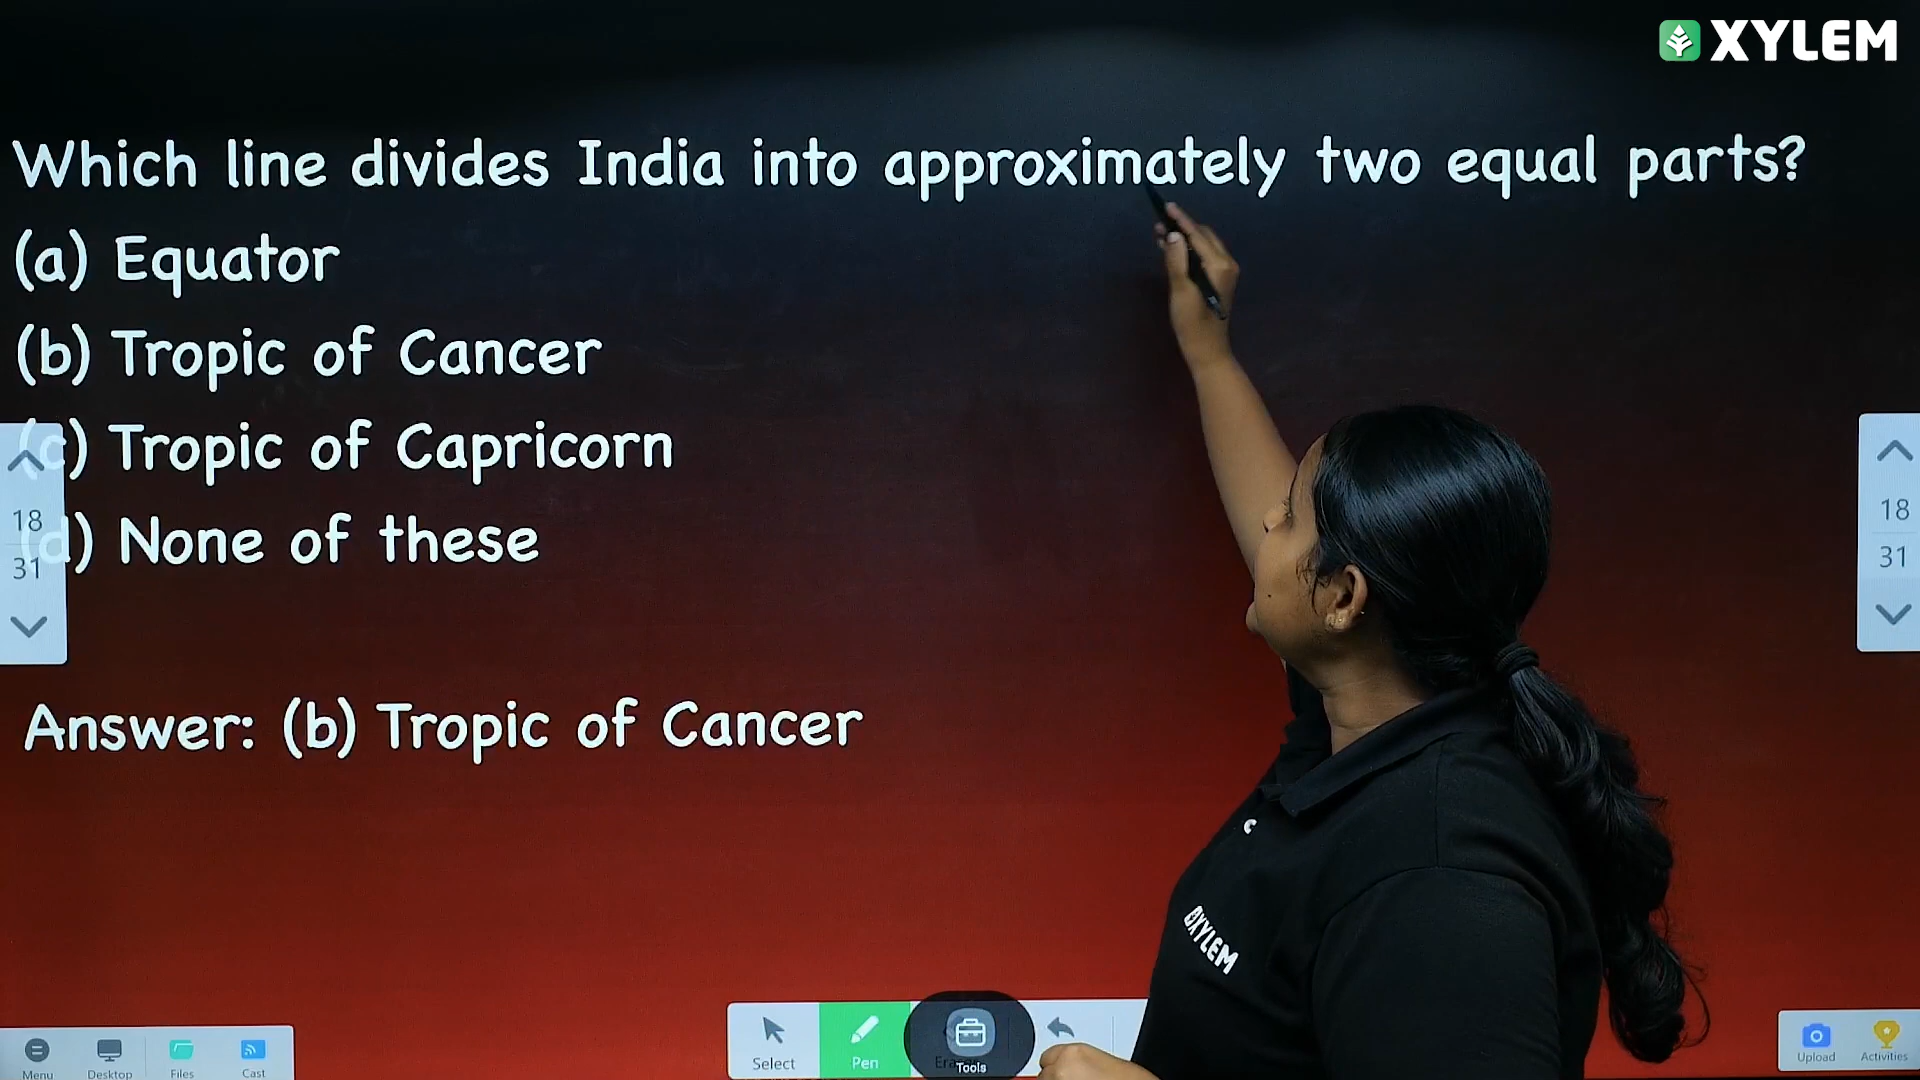 XYLEM
Which line divides India into approximately two equal parts?
(a) Equator
(b) Tropic of Cancer
(c) Tropic of Capricorn
(d) None of these
18
31
18
31
Answer: (b) Tropic of Cancer
C
XYLEM
Menu
Desktop
Files
Cast
Select
Pen
Tools
Upload
Activities